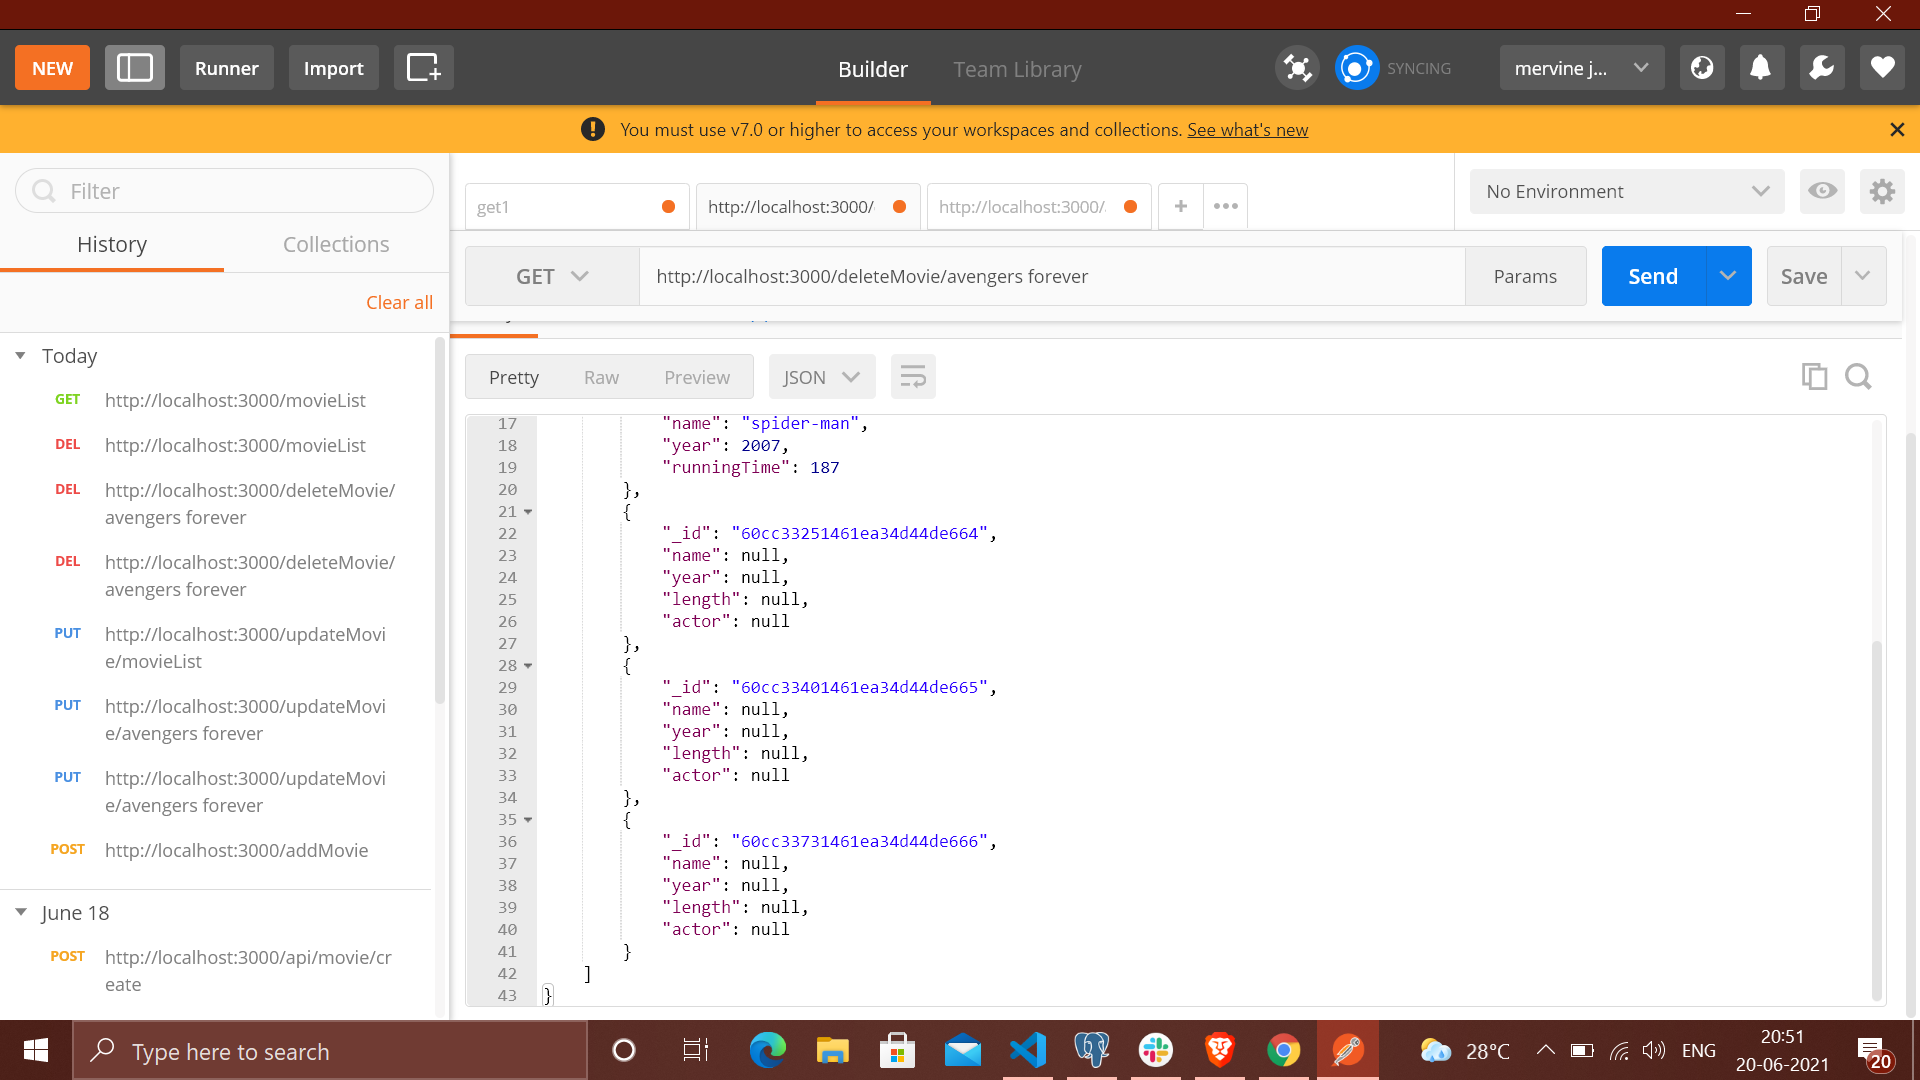 NEW
Runner
Import
Builder
Team Library
SYNCING
mervine j...
You must use v7.0 or higher to access your workspaces and collections. See what's new
Filter
History
Collections
Clear all
Today
GET http://localhost:3000/movieList
DEL http://localhost:3000/movieList
DEL http://localhost:3000/deleteMovie/
avengers forever
DEL http://localhost:3000/deleteMovie/
avengers forever
PUT http://localhost:3000/updateMovi
e/movieList
PUT http://localhost:3000/updateMovi
e/avengers forever
PUT http://localhost:3000/updateMovi
e/avengers forever
POST http://localhost:3000/addMovie
June 18
POST http://localhost:3000/api/movie/cr
eate
get1
http://localhost:3000/
http://localhost:3000/
+
No Environment
GET
http://localhost:3000/deleteMovie/avengers forever
Params
Send
Save
Pretty
Raw
Preview
JSON
17 "name": "spider-man",
18 "year": 2007,
19 "runningTime": 187
20 },
21 {
22 "_id": "60cc33251461ea34d44de664",
23 "name": null,
24 "year": null,
25 "length": null,
26 "actor": null
27 },
28 {
29 "_id": "60cc33401461ea34d44de665",
30 "name": null,
31 "year": null,
32 "length": null,
33 "actor": null
34 },
35 {
36 "_id": "60cc33731461ea34d44de666",
37 "name": null,
38 "year": null,
39 "length": null,
40 "actor": null
41 }
42 ]
43 }
Type here to search
28°C
ENG
20:51
20-06-2021
20